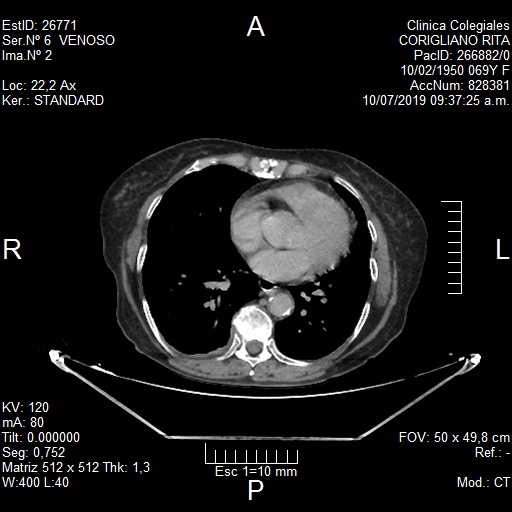 EstID: 26771
Ser.Nº 6 VENOSO
Ima.Nº 2
Loc: 22,2 Ax
Ker.: STANDARD
A
Clinica Colegiales
CORIGLIANO RITA
PacID: 266882/0
10/02/1950 069Y F
AccNum: 828381
10/07/2019 09:37:25 a.m.
R
L
KV: 120
mA: 80
Tilt: 0.000000
Seg: 0,752
Matriz 512 x 512 Thk: 1,3
W:400 L:40
Esc 1=10 mm
P
FOV: 50 x 49,8 cm
Ref.: -
Mod.: CT